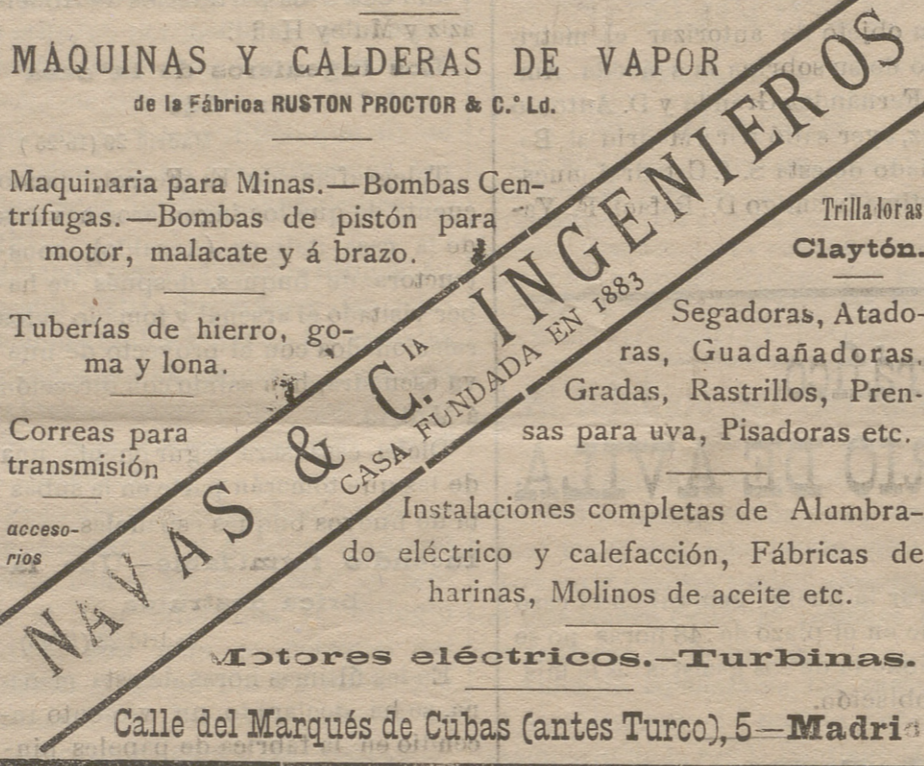 MÁQUINAS Y CALDERAS DE VAPOR
de la Fábrica RUSTON PROCTOR & C.ª Ld.
Maquinaria para Minas.—Bombas Cen-
trífugas.—Bombas de pistón para
motor, malacate y á brazo.
Tuberías de hierro, go-
ma y lona.
Correas para
transmisión
acceso-
rios
NAVAS & C.IA INGENIEROS
CASA FUNDADA EN 1883
Trilladoras
Claytón.
Segadoras, Atado-
ras, Guadañadoras.
Gradas, Rastrillos, Pren-
sas para uva, Pisadoras etc.
Instalaciones completas de Alumbra-
do eléctrico y calefacción, Fábricas de
harinas, Molinos de aceite etc.
Motores eléctricos.—Turbinas.
Calle del Marqués de Cubas (antes Turco), 5—Madri